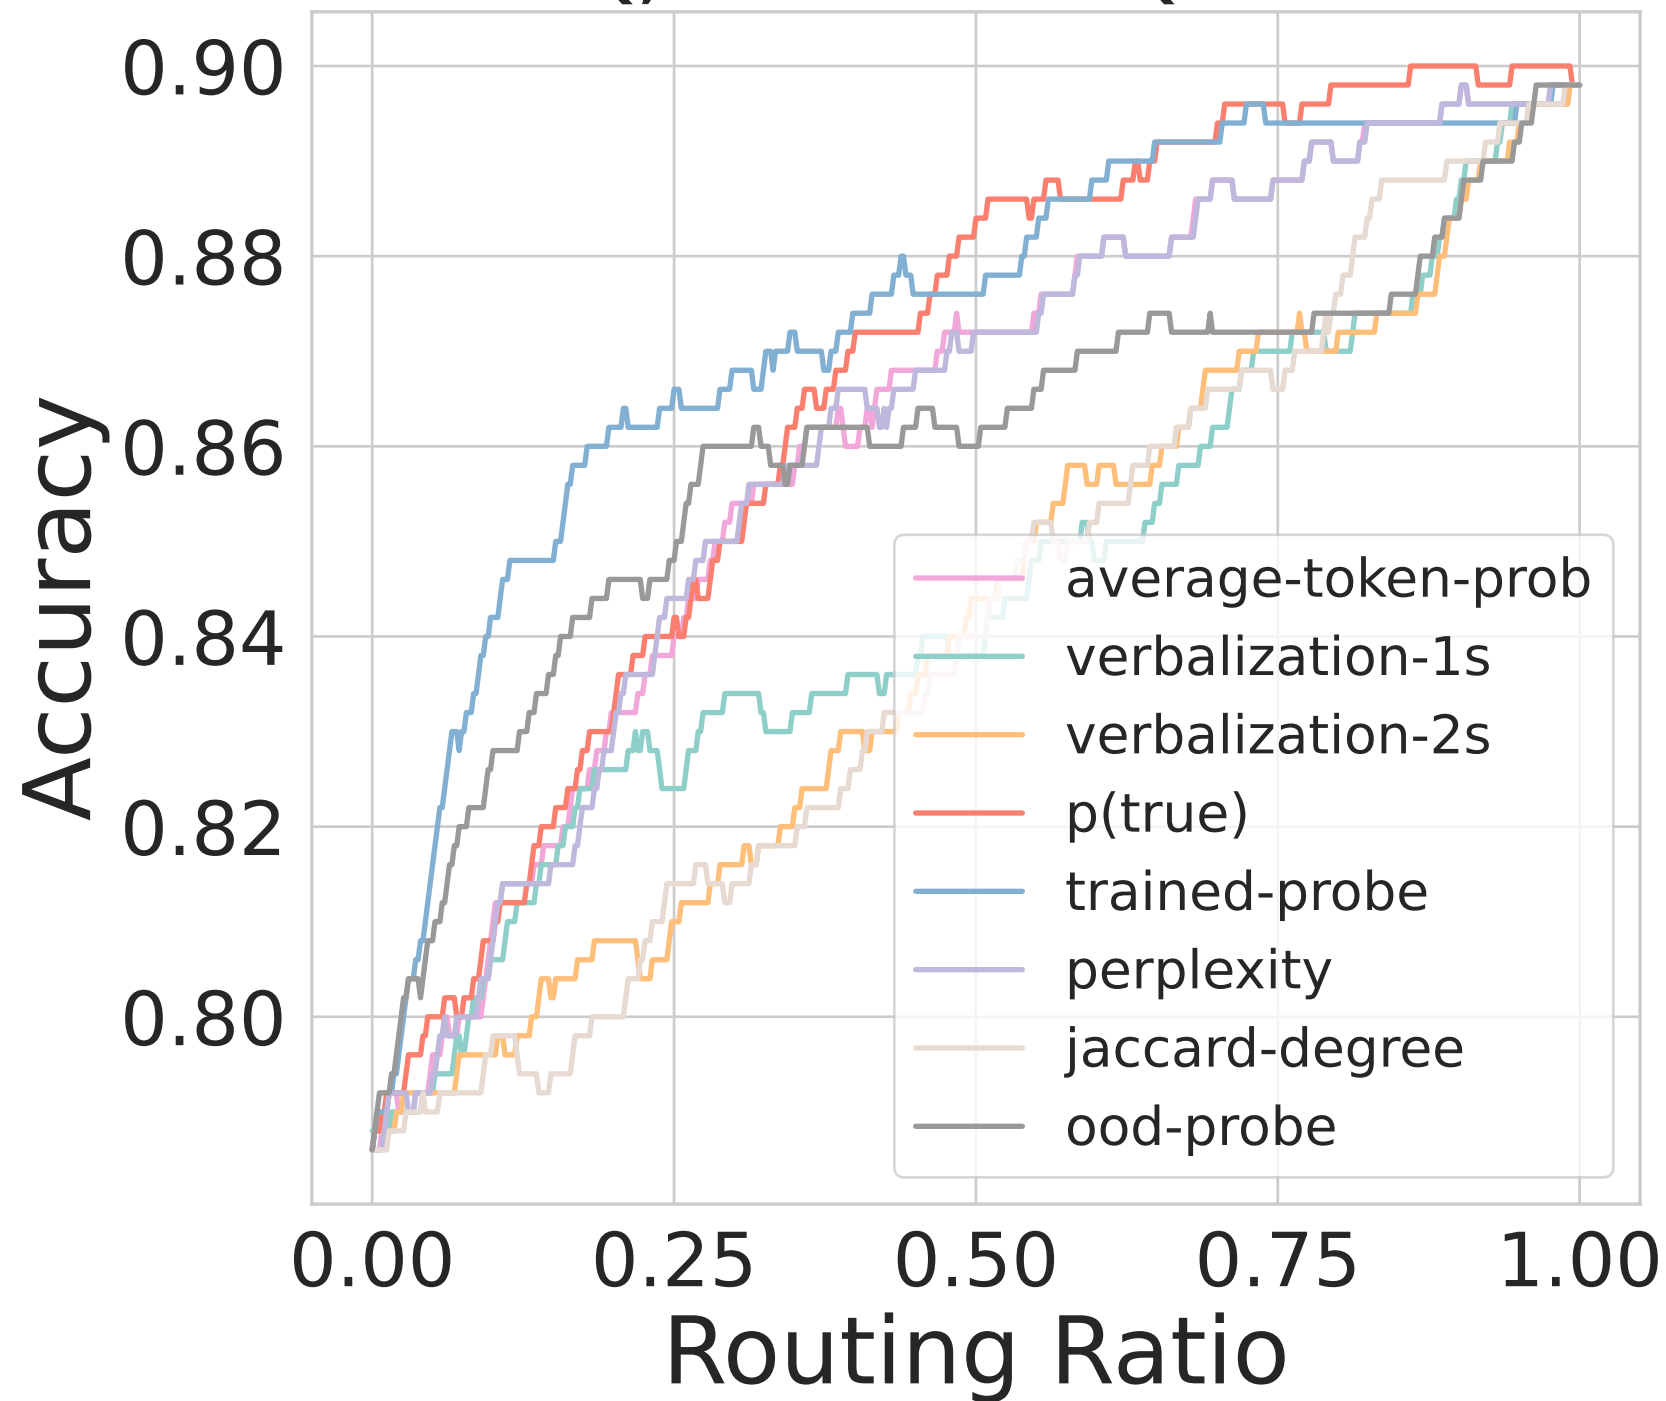 0.90
0.88
0.86
0.84
0.82
0.80
Accuracy
average-token-prob
verbalization-1s
verbalization-2s
p(true)
trained-probe
perplexity
jaccard-degree
ood-probe
0.00 0.25 0.50 0.75 1.00
Routing Ratio